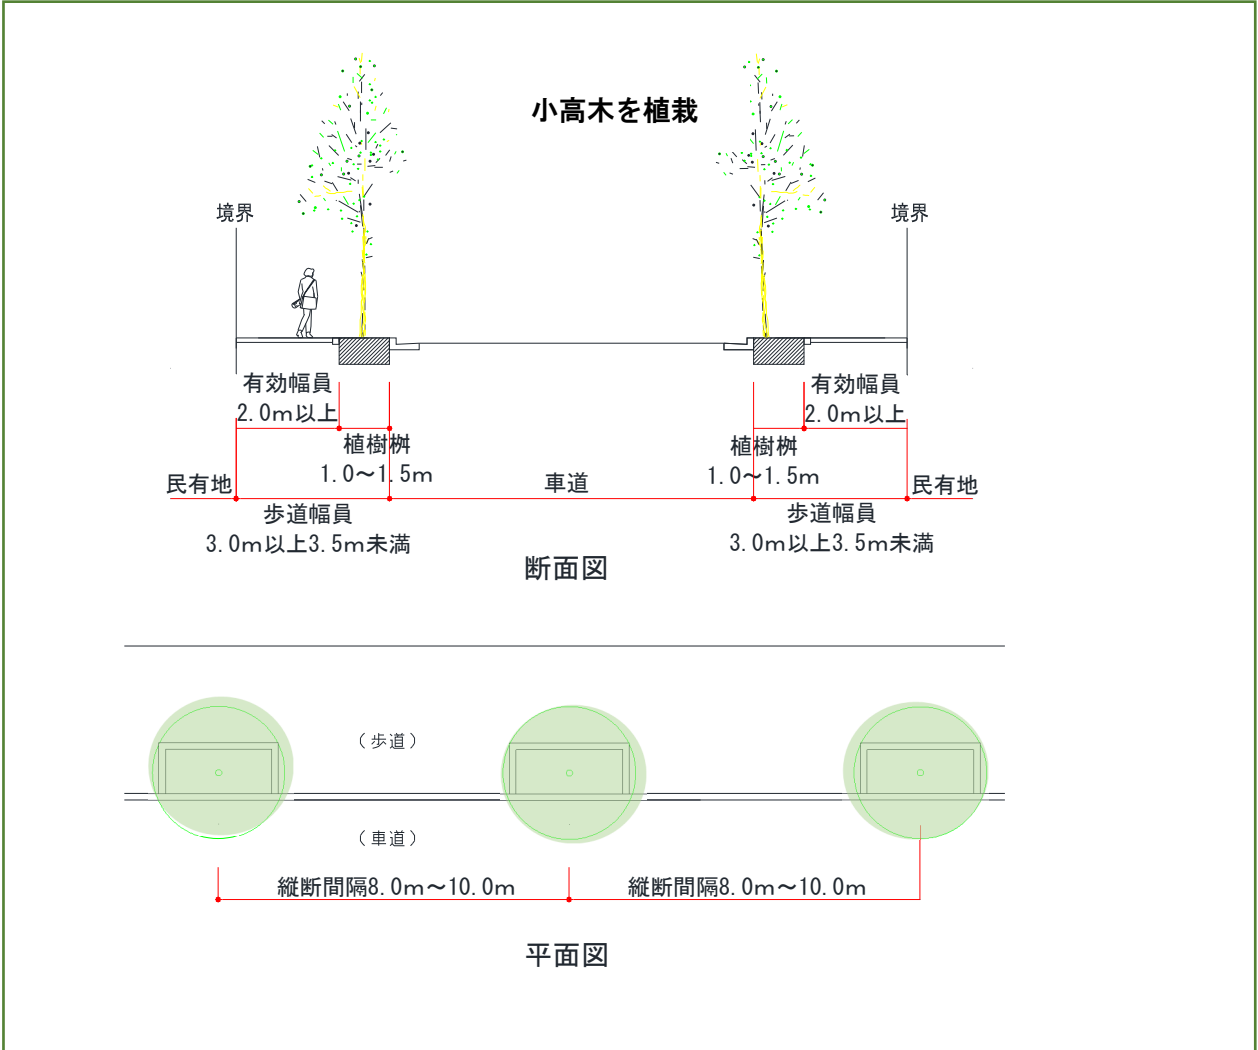 小高木を植栽
境界
境界
有効幅員
2.0m以上
有効幅員
2.0m以上
植樹桝
1.0～1.5m
植樹桝
1.0～1.5m
民有地
車道
民有地
歩道幅員
3.0m以上3.5m未満
歩道幅員
3.0m以上3.5m未満
断面図
（歩道）
（車道）
縦断間隔8.0m～10.0m
縦断間隔8.0m～10.0m
平面図